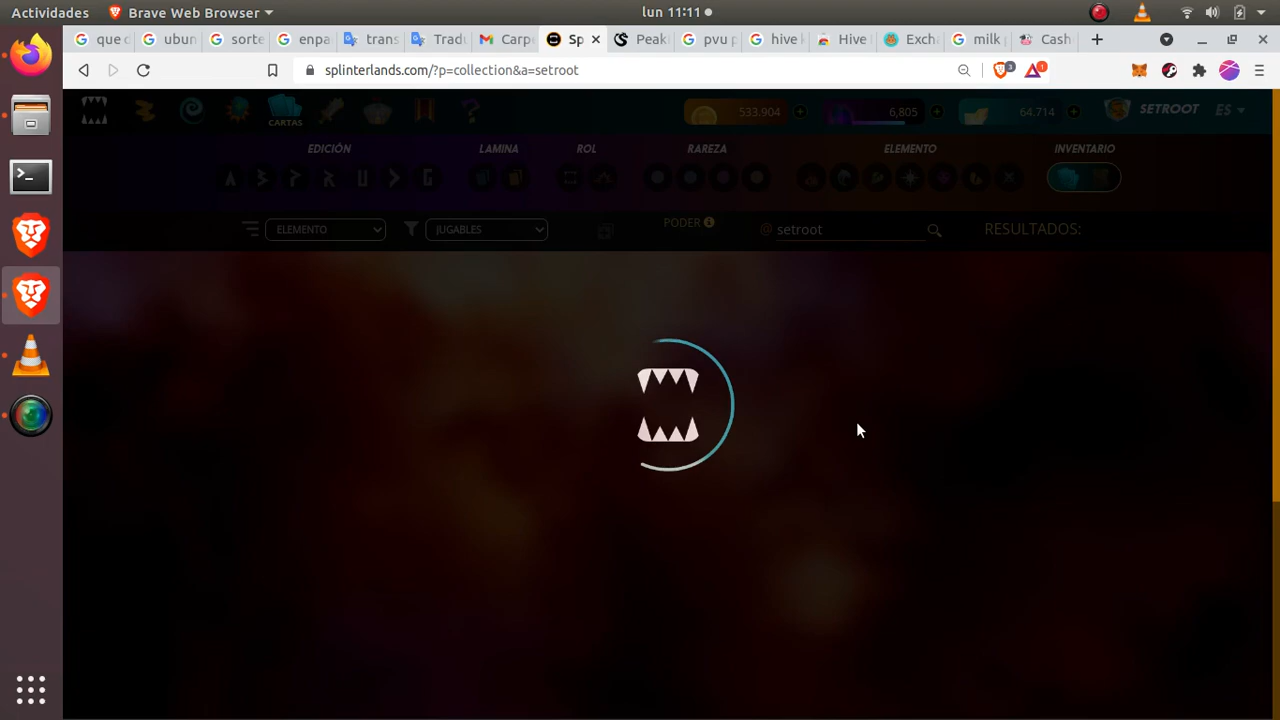 Actividades
Brave Web Browser
lun 11:11
que
ubun
sorte
enpa
trans
Tradu
Carp
Sp
Peak
pvu
hive
Hive
Exch
milk
Cash
splinterlands.com/?p=collection&a=setroot
3
1
CARTAS
533.904
6,805
64.714
SETROOT
ES
EDICIÓN
LAMINA
ROL
RAREZA
ELEMENTO
INVENTARIO
ELEMENTO
JUGABLES
PODER
@ setroot
RESULTADOS: